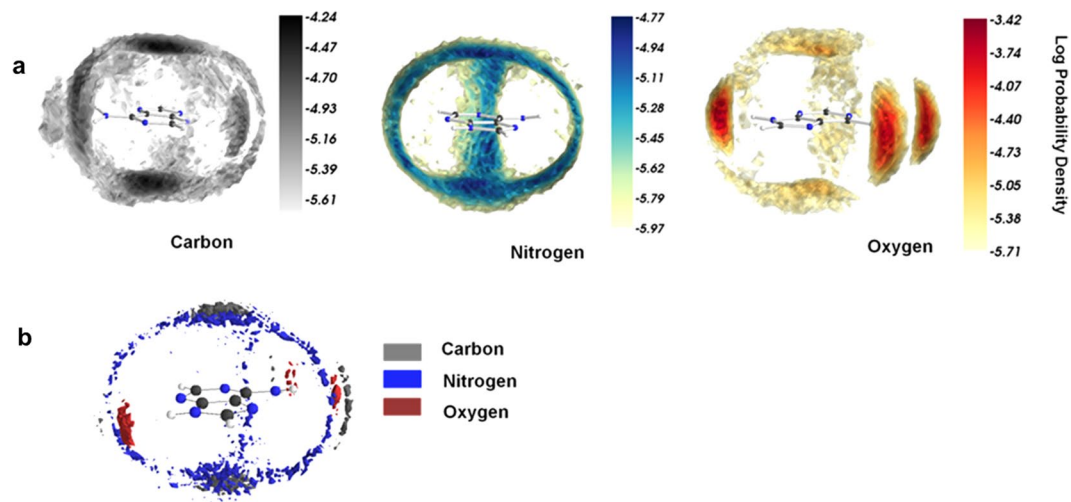 a
-4.24
-4.47
-4.70
-4.93
-5.16
-5.39
-5.61
Carbon
-4.77
-4.94
-5.11
-5.28
-5.45
-5.62
-5.79
-5.97
Nitrogen
-3.42
-3.74
-4.07
-4.40
-4.73
-5.05
-5.38
-5.71
Log Probability Density
Oxygen
b
Carbon
Nitrogen
Oxygen